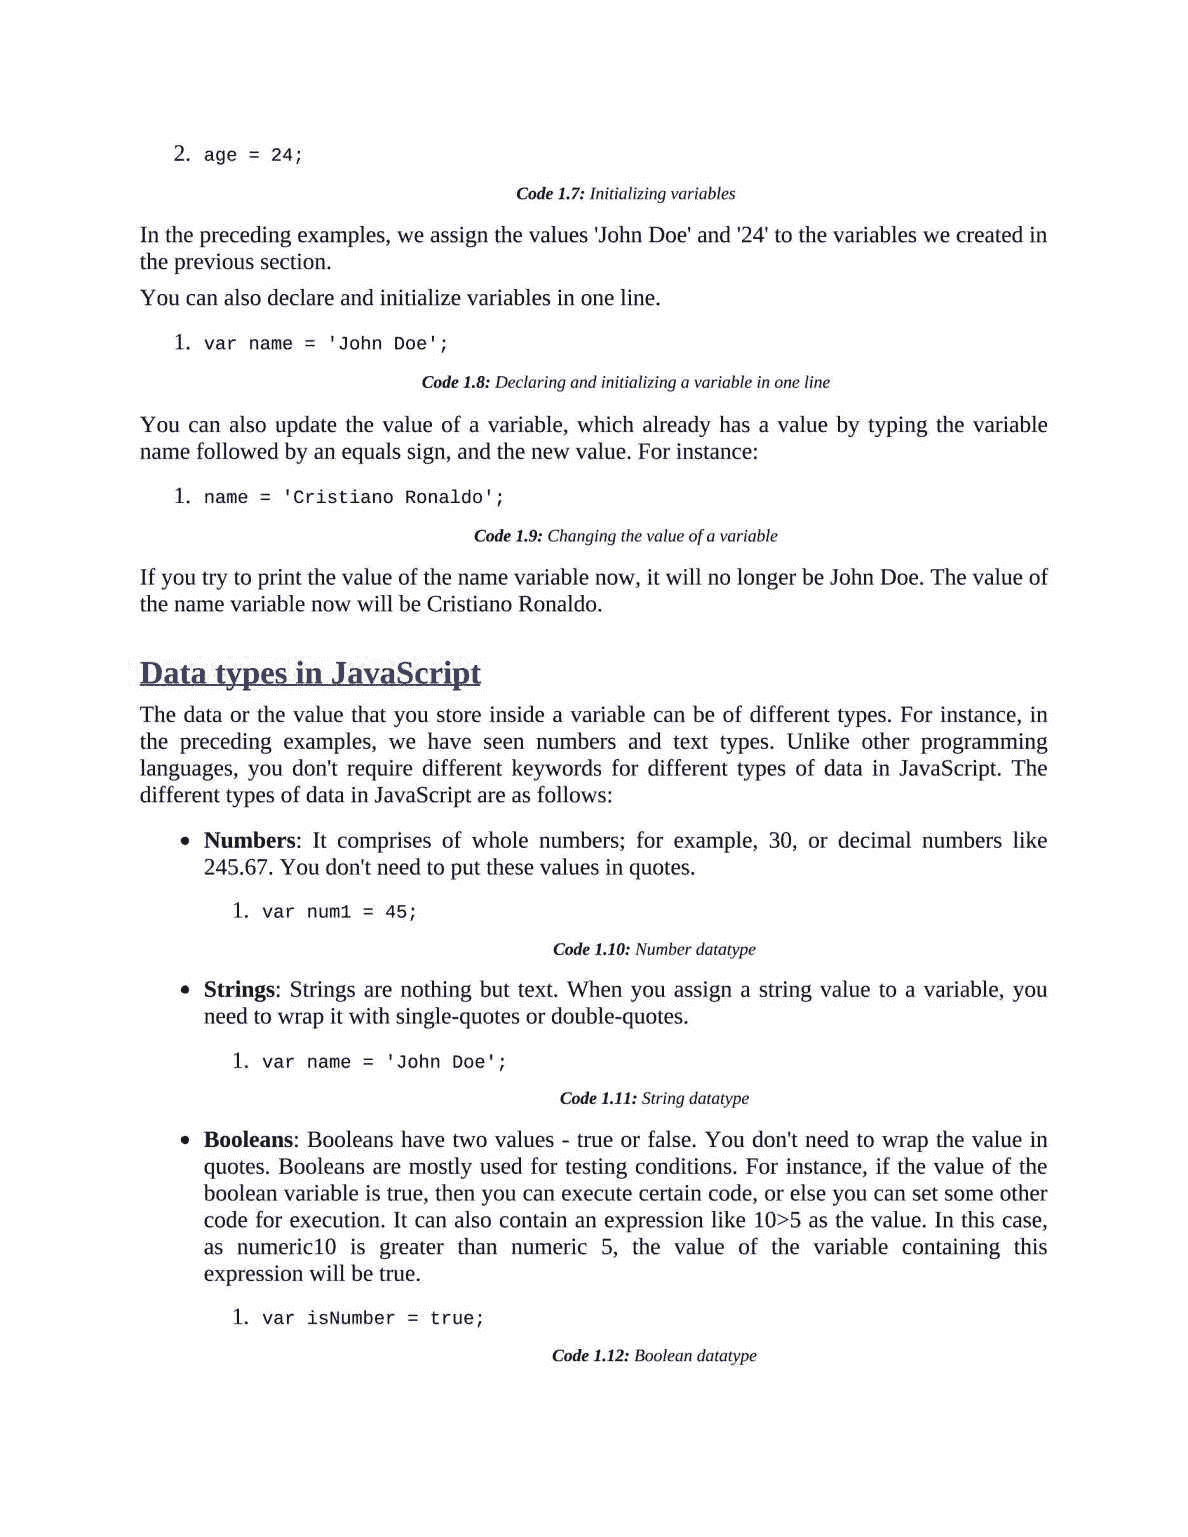 2. age = 24;
Code 1.7: Initializing variables
In the preceding examples, we assign the values 'John Doe' and '24' to the variables we created in
the previous section.
You can also declare and initialize variables in one line.
1. var name = 'John Doe';
Code 1.8: Declaring and initializing a variable in one line
You can also update the value of a variable, which already has a value by typing the variable
name followed by an equals sign, and the new value. For instance:
1. name = 'Cristiano Ronaldo';
Code 1.9: Changing the value of a variable
If you try to print the value of the name variable now, it will no longer be John Doe. The value of
the name variable now will be Cristiano Ronaldo.
Data types in JavaScript
The data or the value that you store inside a variable can be of different types. For instance, in
the preceding examples, we have seen numbers and text types. Unlike other programming
languages, you don't require different keywords for different types of data in JavaScript. The
different types of data in JavaScript are as follows:
• Numbers: It comprises of whole numbers; for example, 30, or decimal numbers like
245.67. You don't need to put these values in quotes.
1. var num1 = 45;
Code 1.10: Number datatype
• Strings: Strings are nothing but text. When you assign a string value to a variable, you
need to wrap it with single-quotes or double-quotes.
1. var name = 'John Doe';
Code 1.11: String datatype
• Booleans: Booleans have two values - true or false. You don't need to wrap the value in
quotes. Booleans are mostly used for testing conditions. For instance, if the value of the
boolean variable is true, then you can execute certain code, or else you can set some other
code for execution. It can also contain an expression like 10>5 as the value. In this case,
as numeric10 is greater than numeric 5, the value of the variable containing this
expression will be true.
1. var isNumber = true;
Code 1.12: Boolean datatype